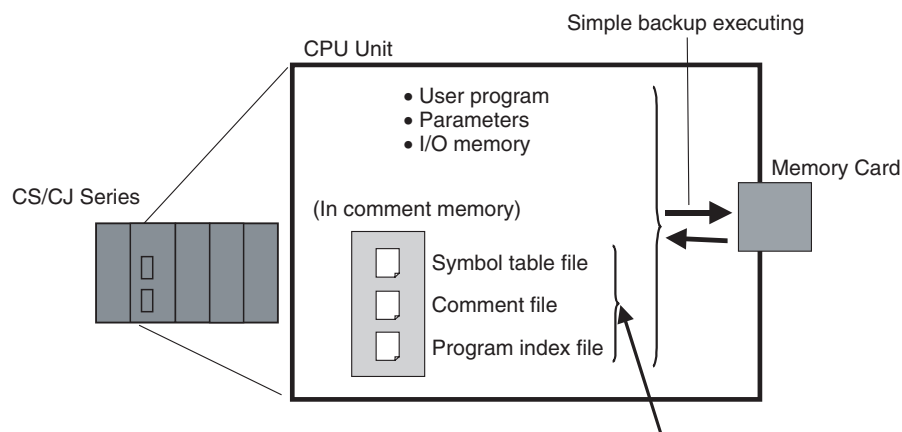 Simple backup executing
CPU Unit
• User program
• Parameters
• I/O memory
Memory Card
CS/CJ Series
(In comment memory)
Symbol table file
Comment file
Program index file